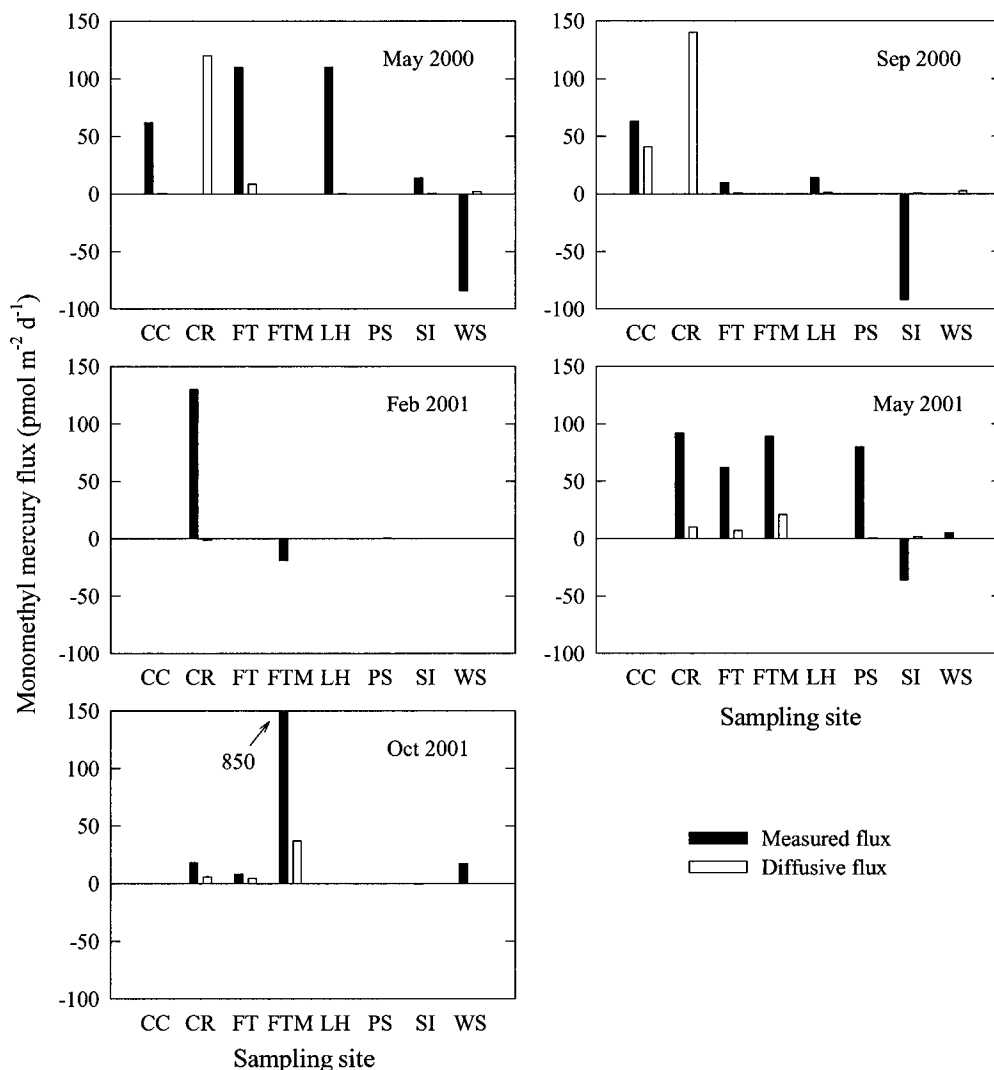 Monomethyl mercury flux (pmol m⁻² d⁻¹)
May 2000
150
100
50
0
-50
-100
CC CR FT FTM LH PS SI WS
Sep 2000
150
100
50
0
-50
-100
CC CR FT FTM LH PS SI WS
Feb 2001
150
100
50
0
-50
-100
CC CR FT FTM LH PS SI WS
May 2001
150
100
50
0
-50
-100
CC CR FT FTM LH PS SI WS
Sampling site
Oct 2001
850
150
100
50
0
-50
-100
CC CR FT FTM LH PS SI WS
Sampling site
Measured flux
Diffusive flux